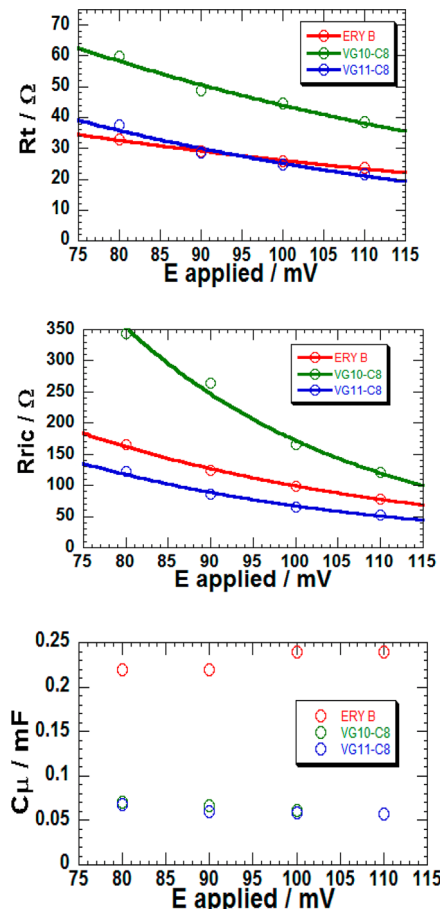 70
60
50
40
30
20
10
0
Rt / Ω
ERY B
VG10-C8
VG11-C8
75 80 85 90 95 100 105 110 115
E applied / mV
350
300
250
200
150
100
50
0
Rric / Ω
ERY B
VG10-C8
VG11-C8
75 80 85 90 95 100 105 110 115
E applied / mV
0.25
0.2
0.15
0.1
0.05
0
Cμ / mF
ERY B
VG10-C8
VG11-C8
75 80 85 90 95 100 105 110 115
E applied / mV